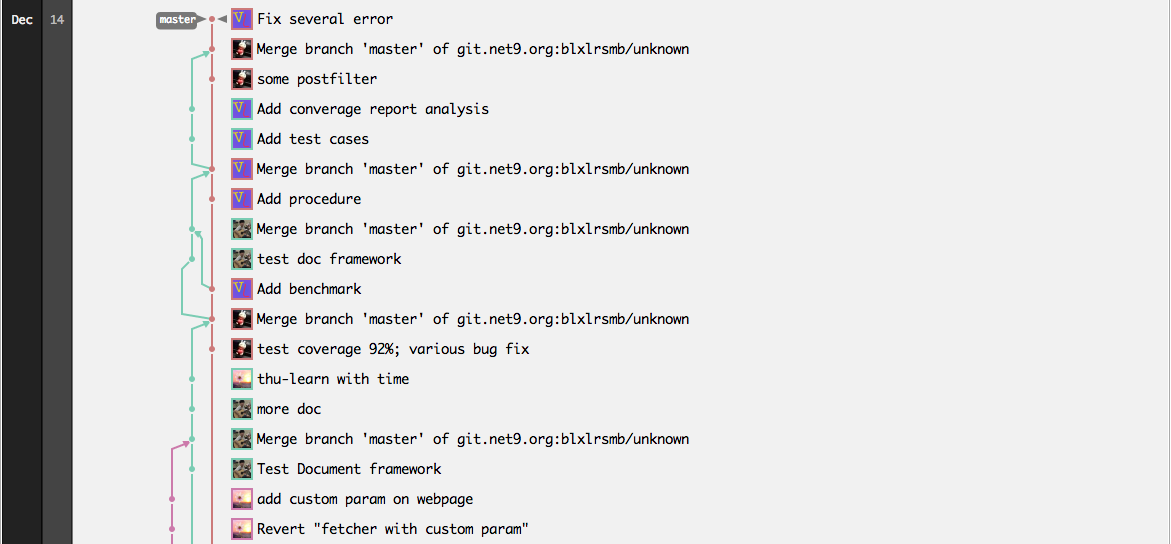 Dec 14 master Fix several error
Merge branch 'master' of git.net9.org:blxlrsmb/unknown
some postfilter
Add converage report analysis
Add test cases
Merge branch 'master' of git.net9.org:blxlrsmb/unknown
Add procedure
Merge branch 'master' of git.net9.org:blxlrsmb/unknown
test doc framework
Add benchmark
Merge branch 'master' of git.net9.org:blxlrsmb/unknown
test coverage 92%; various bug fix
thu-learn with time
more doc
Merge branch 'master' of git.net9.org:blxlrsmb/unknown
Test Document framework
add custom param on webpage
Revert "fetcher with custom param"